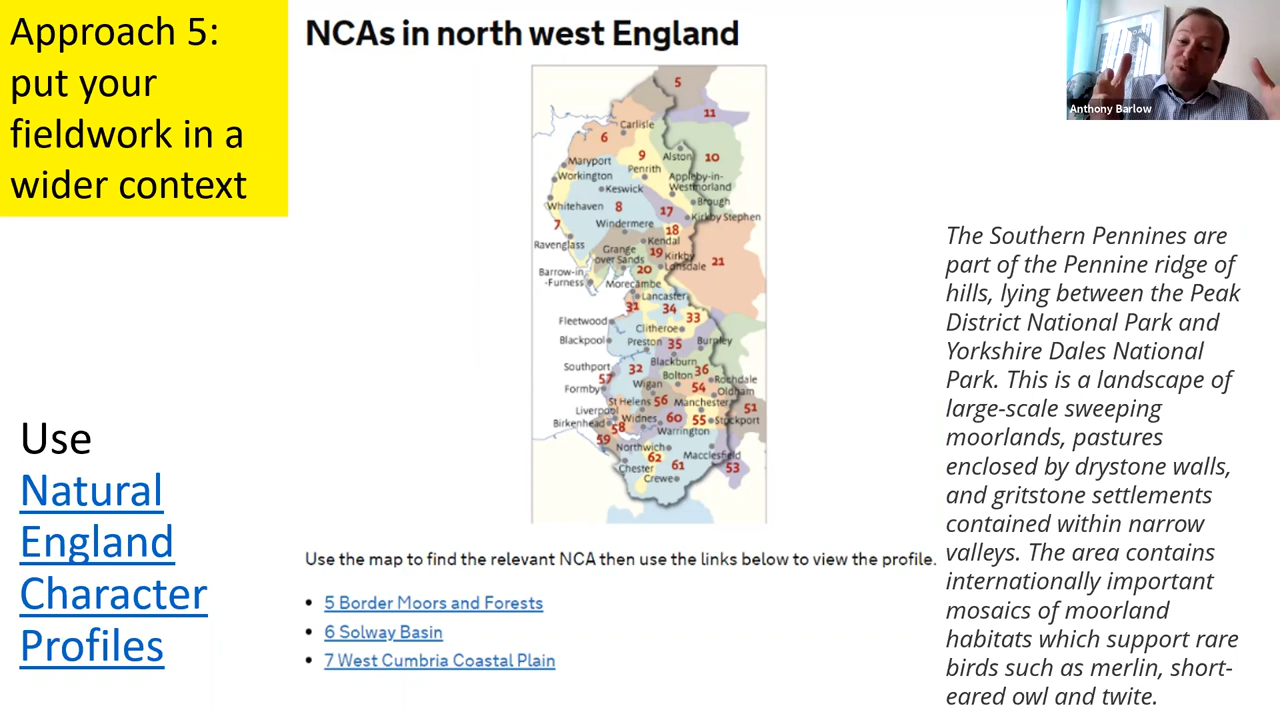 Approach 5:
put your
fieldwork in a
wider context
NCAs in north west England
5
11
Carlisle
6
9
Alston
10
Maryport
Penrith
Workington
Appleby-in-
Westmorland
Keswick
Brough
Whitehaven
8
17
Kirkby Stephen
7
Windermere
18
Ravenglass
Kendal
Grange
over Sands
19
Kirkby
Lonsdale
21
20
Barrow-in
-Furness
Morecambe
Lancaster
31
34
33
Fleetwood
Clitheroe
Blackpool
Preston
35
Burnley
Blackburn
Southport
32
36
57
Bolton
Rochdale
Formby
Wigan
54
Oldham
St Helens
56
Manchester
51
Liverpool
Birkenhead
58
Widnes
60
55
Stockport
59
Warrington
Northwich
Macclesfield
62
61
53
Chester
Crewe
Use the map to find the relevant NCA then use the links below to view the profile.
• 5 Border Moors and Forests
• 6 Solway Basin
• 7 West Cumbria Coastal Plain
Use
Natural
England
Character
Profiles
Anthony Barlow
The Southern Pennines are
part of the Pennine ridge of
hills, lying between the Peak
District National Park and
Yorkshire Dales National
Park. This is a landscape of
large-scale sweeping
moorlands, pastures
enclosed by drystone walls,
and gritstone settlements
contained within narrow
valleys. The area contains
internationally important
mosaics of moorland
habitats which support rare
birds such as merlin, short-
eared owl and twite.